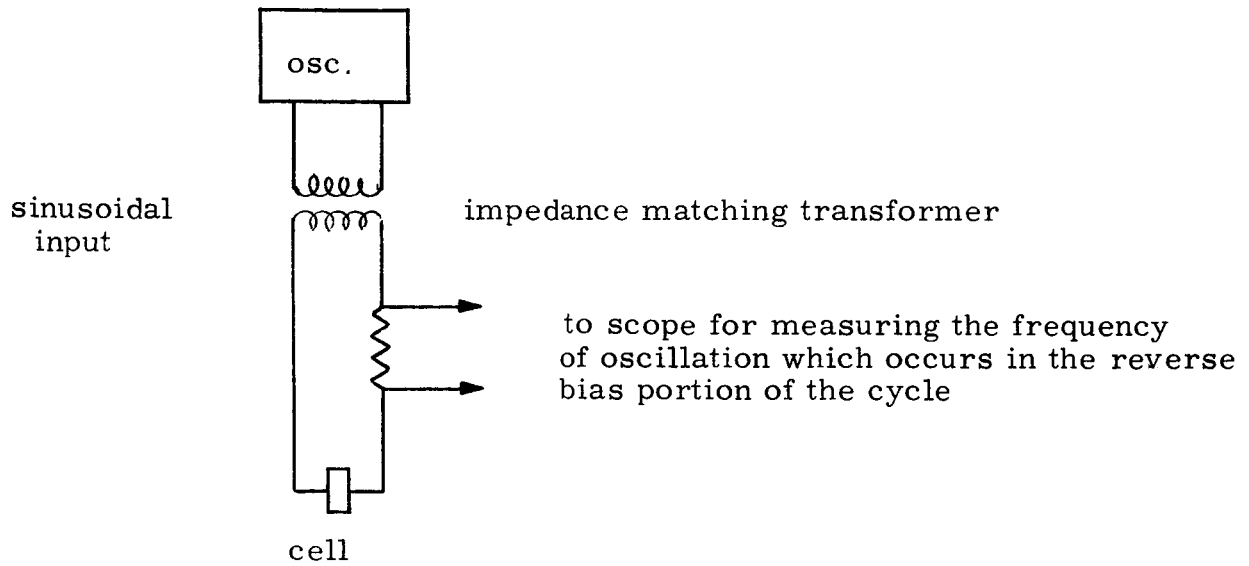 osc.
sinusoidal
input
impedance matching transformer
to scope for measuring the frequency
of oscillation which occurs in the reverse
bias portion of the cycle
cell